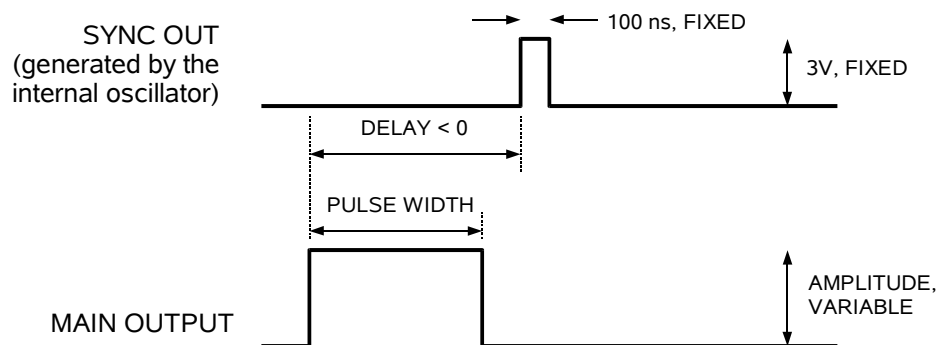 100 ns, FIXED
SYNC OUT
(generated by the
internal oscillator)
3V, FIXED
DELAY < 0
PULSE WIDTH
AMPLITUDE,
VARIABLE
MAIN OUTPUT